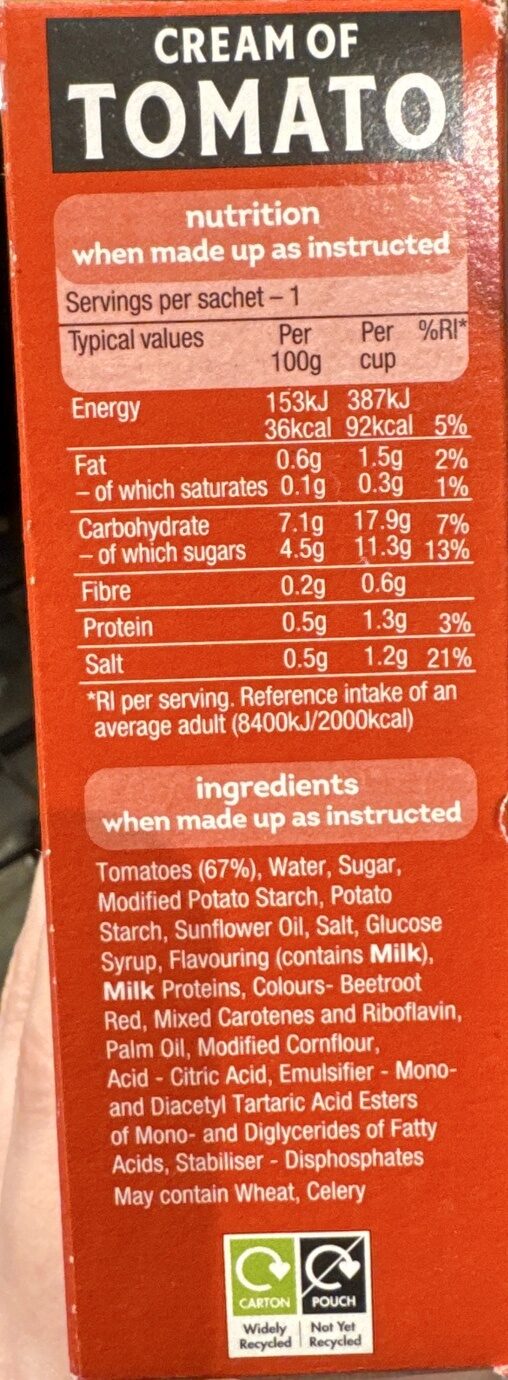 CREAM OF
TOMATO
nutrition
when made up as instructed
Servings per sachet – 1
Typical values Per Per %RI*
100g cup
Energy 153kJ 387kJ
36kcal 92kcal 5%
Fat 0.6g 1.5g 2%
– of which saturates 0.1g 0.3g 1%
Carbohydrate 7.1g 17.9g 7%
– of which sugars 4.5g 11.3g 13%
Fibre 0.2g 0.6g
Protein 0.5g 1.3g 3%
Salt 0.5g 1.2g 21%
*RI per serving. Reference intake of an
average adult (8400kJ/2000kcal)
ingredients
when made up as instructed
Tomatoes (67%), Water, Sugar,
Modified Potato Starch, Potato
Starch, Sunflower Oil, Salt, Glucose
Syrup, Flavouring (contains Milk),
Milk Proteins, Colours- Beetroot
Red, Mixed Carotenes and Riboflavin,
Palm Oil, Modified Cornflour,
Acid - Citric Acid, Emulsifier - Mono-
and Diacetyl Tartaric Acid Esters
of Mono- and Diglycerides of Fatty
Acids, Stabiliser - Disphosphates
May contain Wheat, Celery
CARTON POUCH
Widely Not Yet
Recycled Recycled